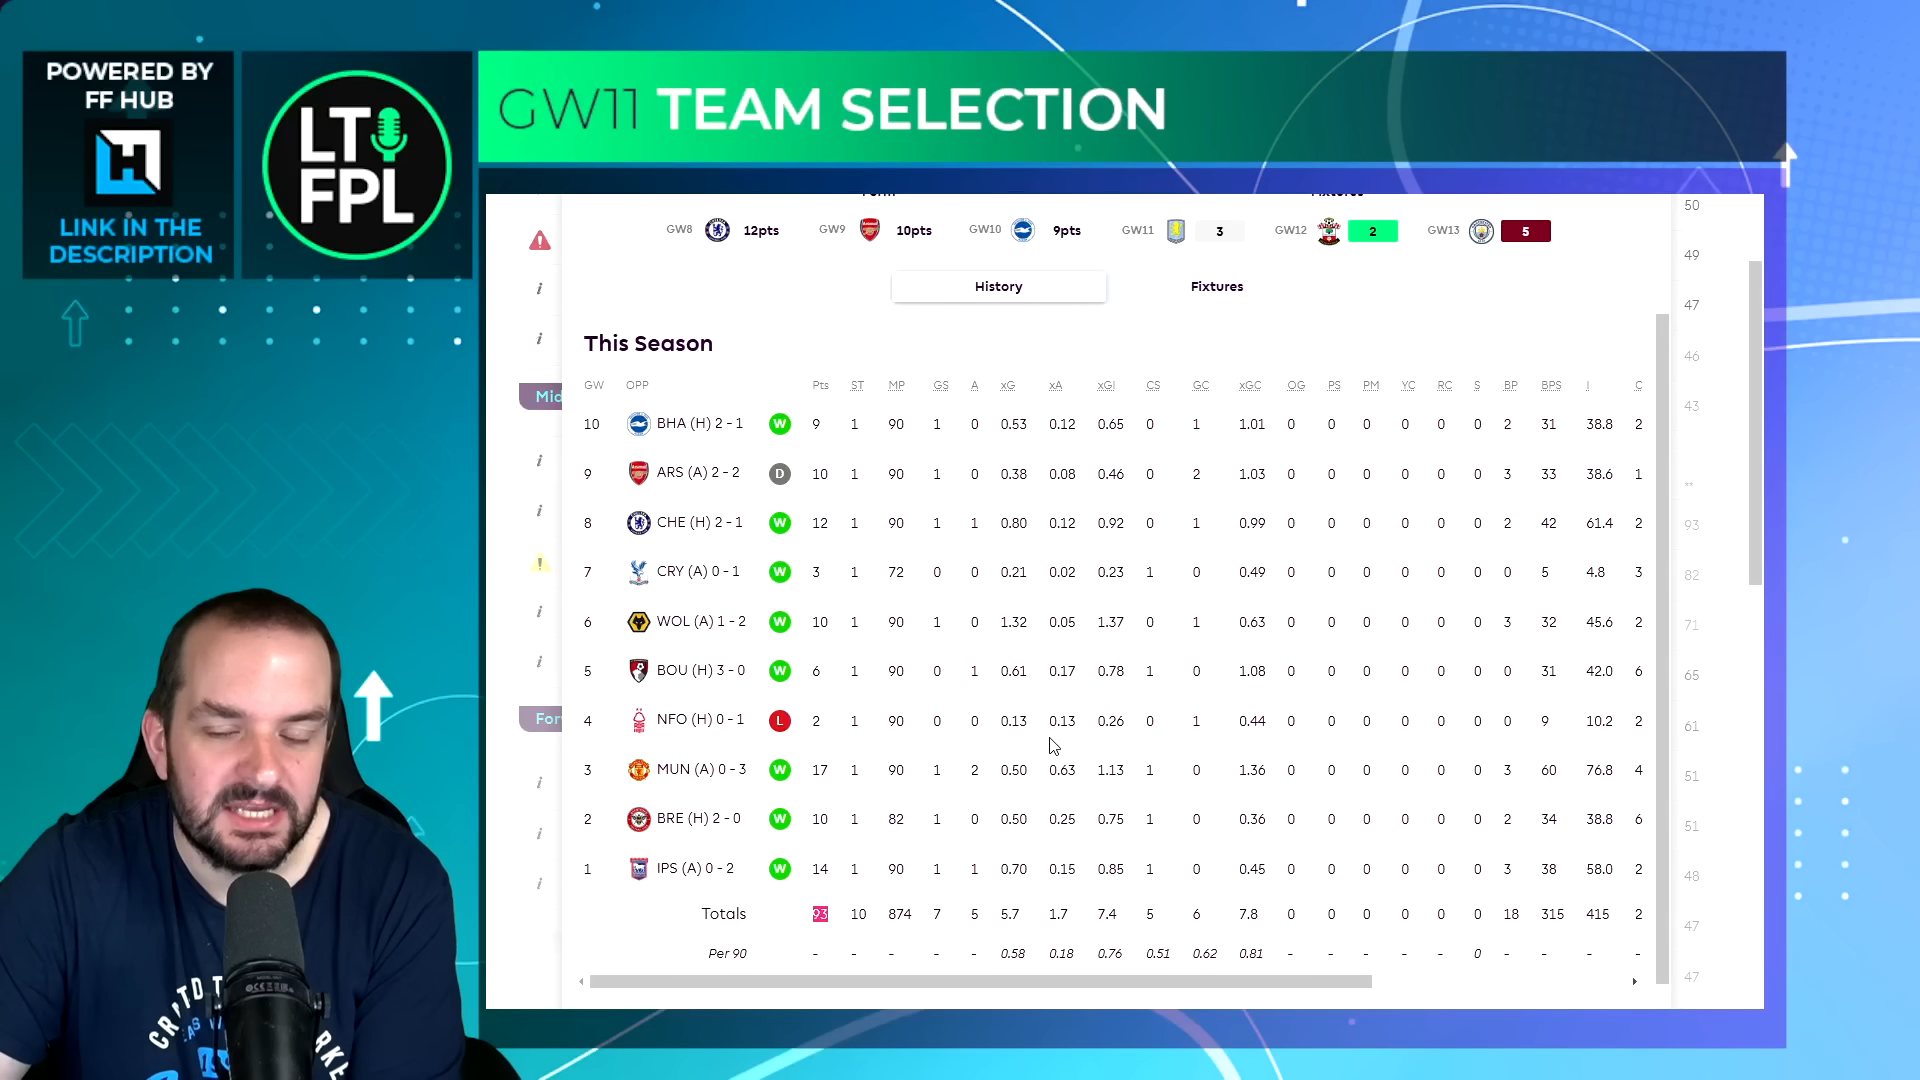 POWERED BY
FF HUB
LINK IN THE
DESCRIPTION
LT
FPL
GW11 TEAM SELECTION
GW8 12pts GW9 10pts GW10 9pts GW11 3 GW12 2 GW13 5
History Fixtures
This Season
GW OPP Pts ST MP GS A xG xA xGI CS GC xGC OG PS PM YC RC S BP BPS I C
10 BHA (H) 2 - 1 W 9 1 90 1 0 0.53 0.12 0.65 0 1 1.01 0 0 0 0 0 0 2 31 38.8 2
9 ARS (A) 2 - 2 D 10 1 90 1 0 0.38 0.08 0.46 0 2 1.03 0 0 0 0 0 0 3 33 38.6 1
8 CHE (H) 2 - 1 W 12 1 90 1 1 0.80 0.12 0.92 0 1 0.99 0 0 0 0 0 0 2 42 61.4 2
7 CRY (A) 0 - 1 W 3 1 72 0 0 0.21 0.02 0.23 1 0 0.49 0 0 0 0 0 0 0 5 4.8 3
6 WOL (A) 1 - 2 W 10 1 90 1 0 1.32 0.05 1.37 0 1 0.63 0 0 0 0 0 0 3 32 45.6 2
5 BOU (H) 3 - 0 W 6 1 90 0 1 0.61 0.17 0.78 1 0 1.08 0 0 0 0 0 0 0 31 42.0 6
4 NFO (H) 0 - 1 L 2 1 90 0 0 0.13 0.13 0.26 0 1 0.44 0 0 0 0 0 0 0 9 10.2 2
3 MUN (A) 0 - 3 W 17 1 90 1 2 0.50 0.63 1.13 1 0 1.36 0 0 0 0 0 0 3 60 76.8 4
2 BRE (H) 2 - 0 W 10 1 82 1 0 0.50 0.25 0.75 1 0 0.36 0 0 0 0 0 0 2 34 38.8 6
1 IPS (A) 0 - 2 W 14 1 90 1 1 0.70 0.15 0.85 1 0 0.45 0 0 0 0 0 0 3 38 58.0 2
Totals 93 10 874 7 5 5.7 1.7 7.4 5 6 7.8 0 0 0 0 0 0 18 315 415 2
Per 90 - - - - - 0.58 0.18 0.76 0.51 0.62 0.81 - - - - - 0 - - - -
Mid
For
50
49
47
46
43
93
82
71
65
61
51
51
48
47
47